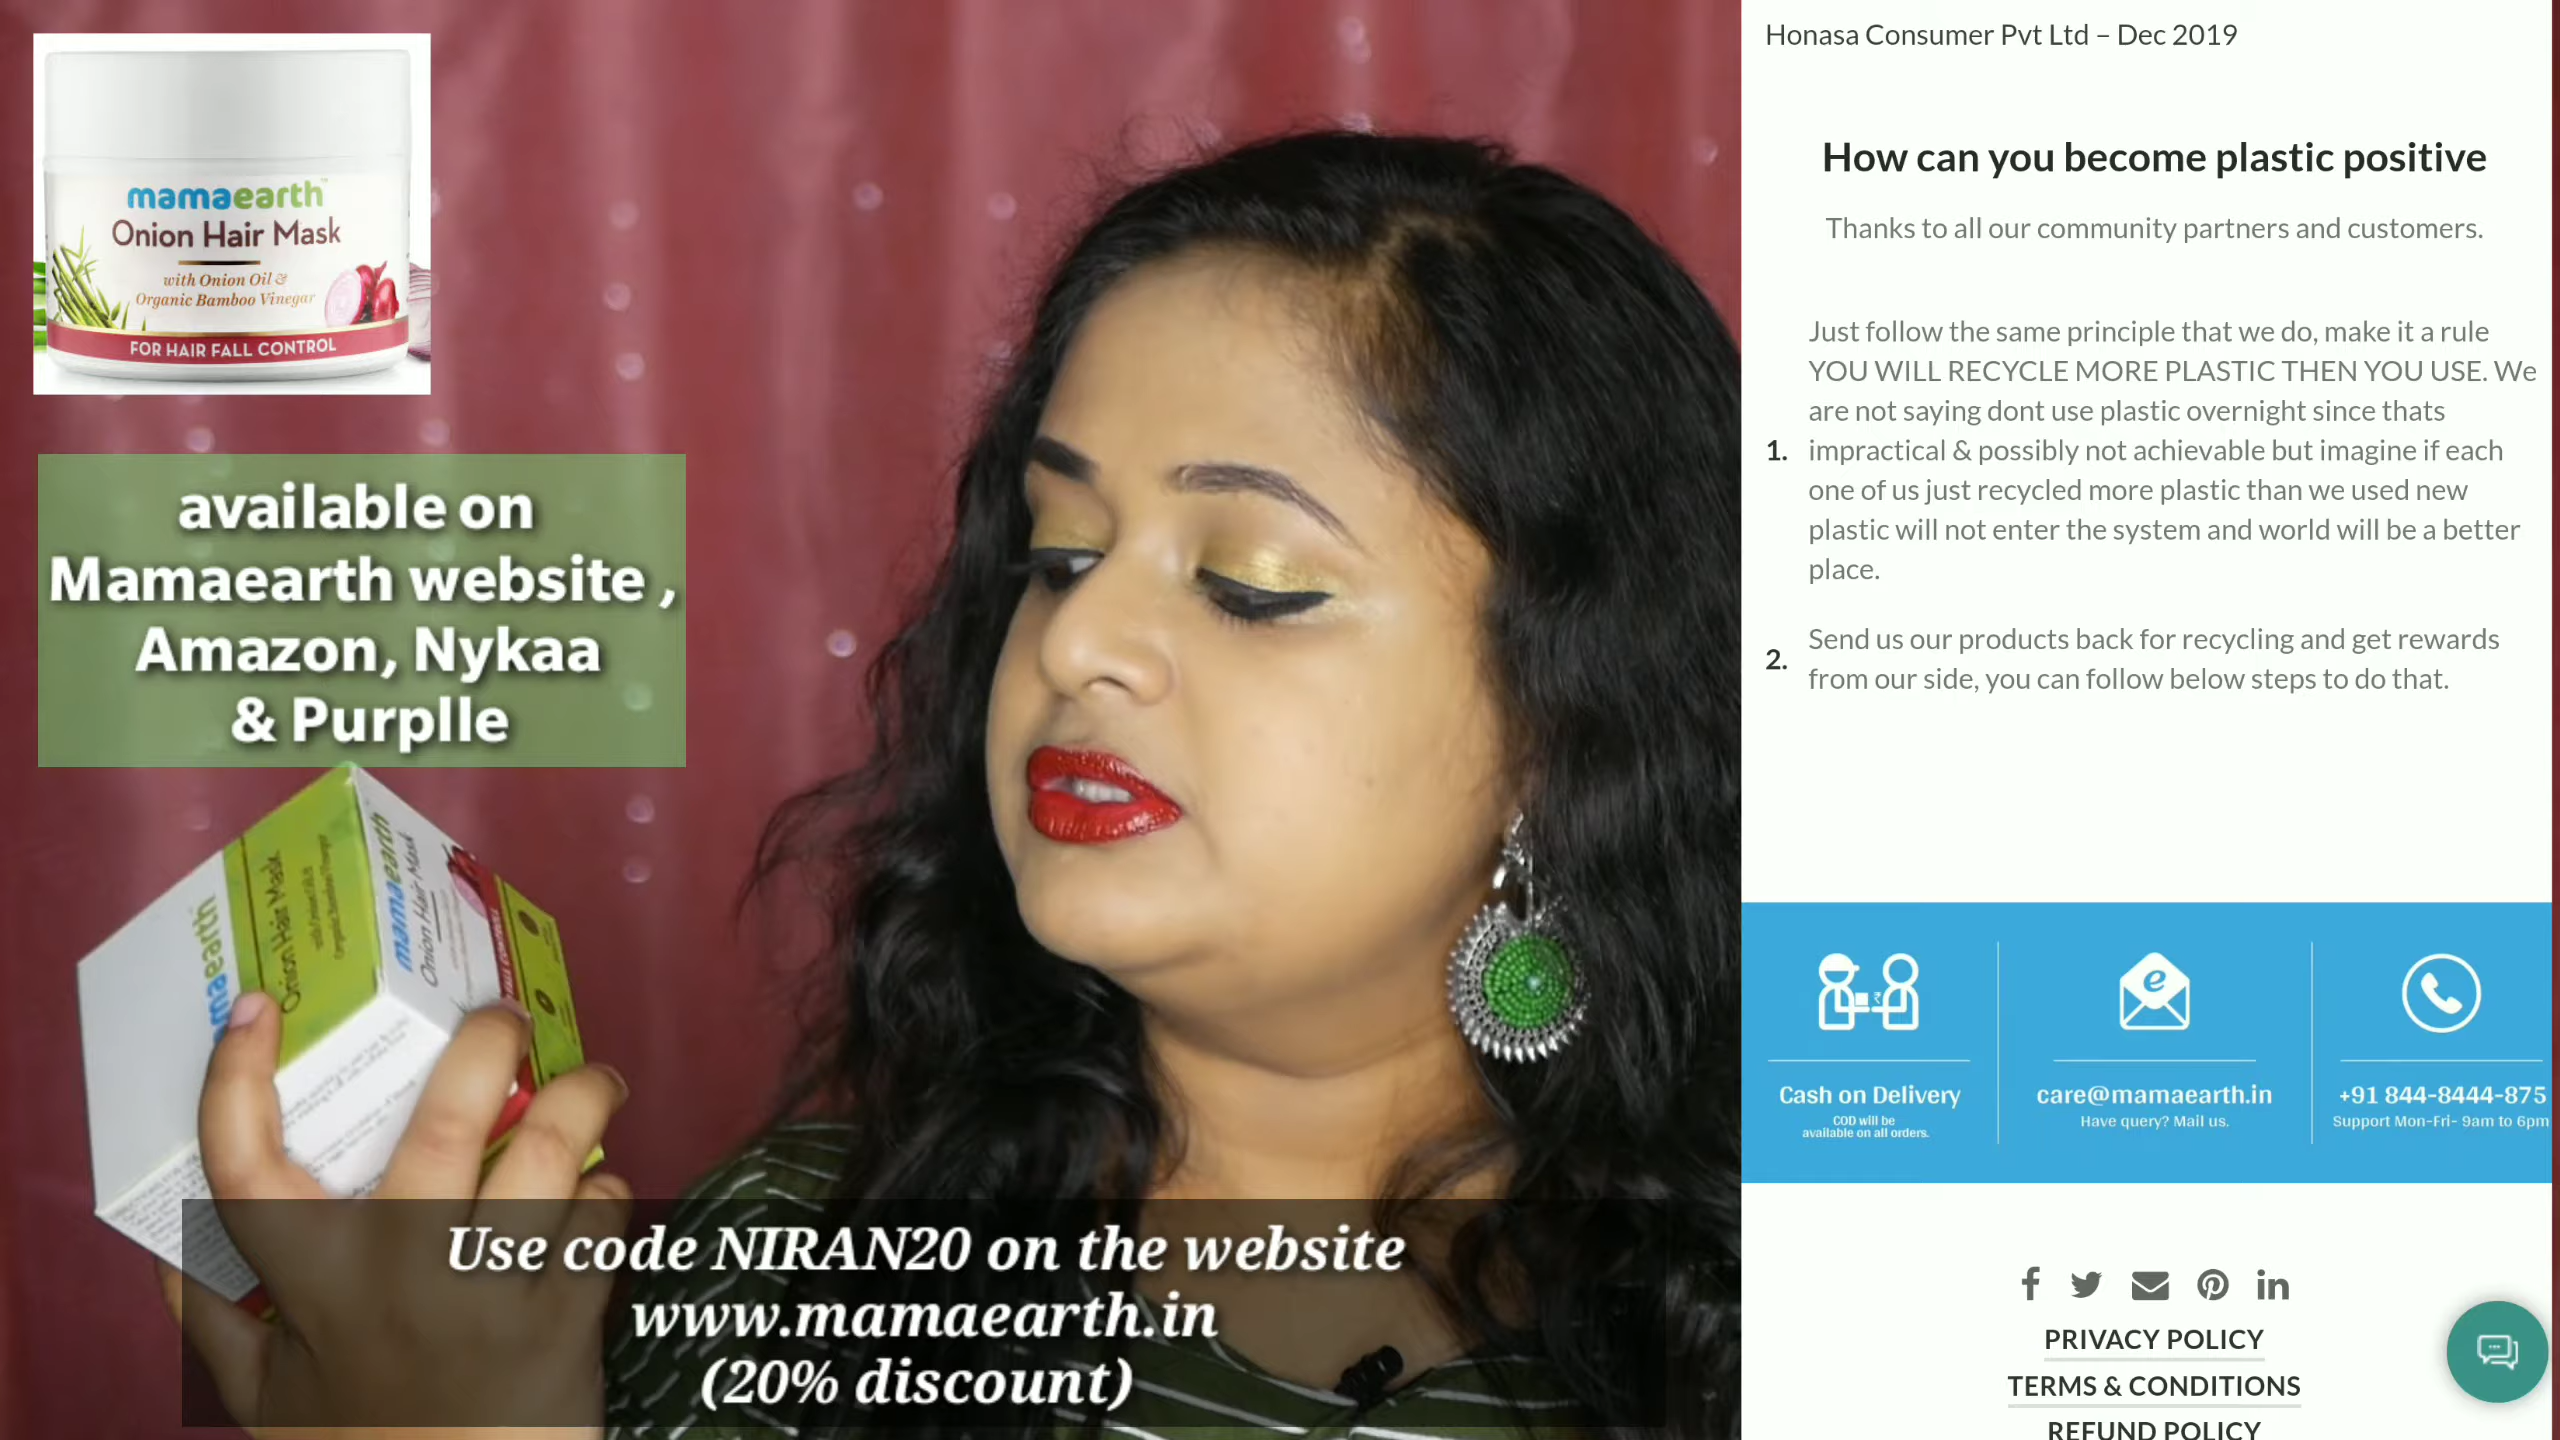 mamaearth™
Onion Hair Mask
with Onion Oil &
Organic Bamboo Vinegar
FOR HAIR FALL CONTROL
available on
Mamaearth website ,
Amazon, Nykaa
& Purplle
mamaearth
Onion Hair Mask
mamaearth
Onion Hair Mask
Use code NIRAN20 on the website
www.mamaearth.in
(20% discount)
Honasa Consumer Pvt Ltd – Dec 2019
How can you become plastic positive
Thanks to all our community partners and customers.
Just follow the same principle that we do, make it a rule
YOU WILL RECYCLE MORE PLASTIC THEN YOU USE. We
are not saying dont use plastic overnight since thats
1. impractical & possibly not achievable but imagine if each
one of us just recycled more plastic than we used new
plastic will not enter the system and world will be a better
place.
2. Send us our products back for recycling and get rewards
from our side, you can follow below steps to do that.
Cash on Delivery
COD will be
available on all orders.
care@mamaearth.in
Have query? Mail us.
+91 844-8444-875
Support Mon-Fri- 9am to 6pm
PRIVACY POLICY
TERMS & CONDITIONS
REFUND POLICY